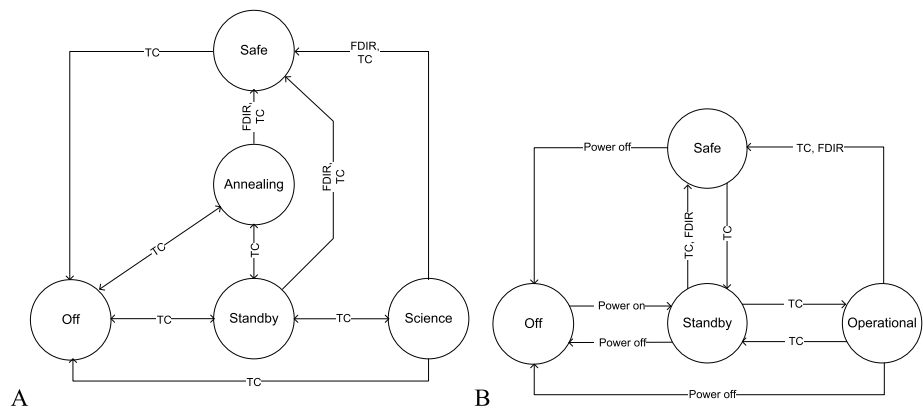 Safe
TC
FDIR,
TC
FDIR,
TC
Annealing
FDIR,
TC
TC
TC
Off
TC
Standby
TC
Science
TC
A
Safe
Power off
TC, FDIR
TC, FDIR
TC
Off
Power on
Power off
Standby
TC
TC
Operational
Power off
B